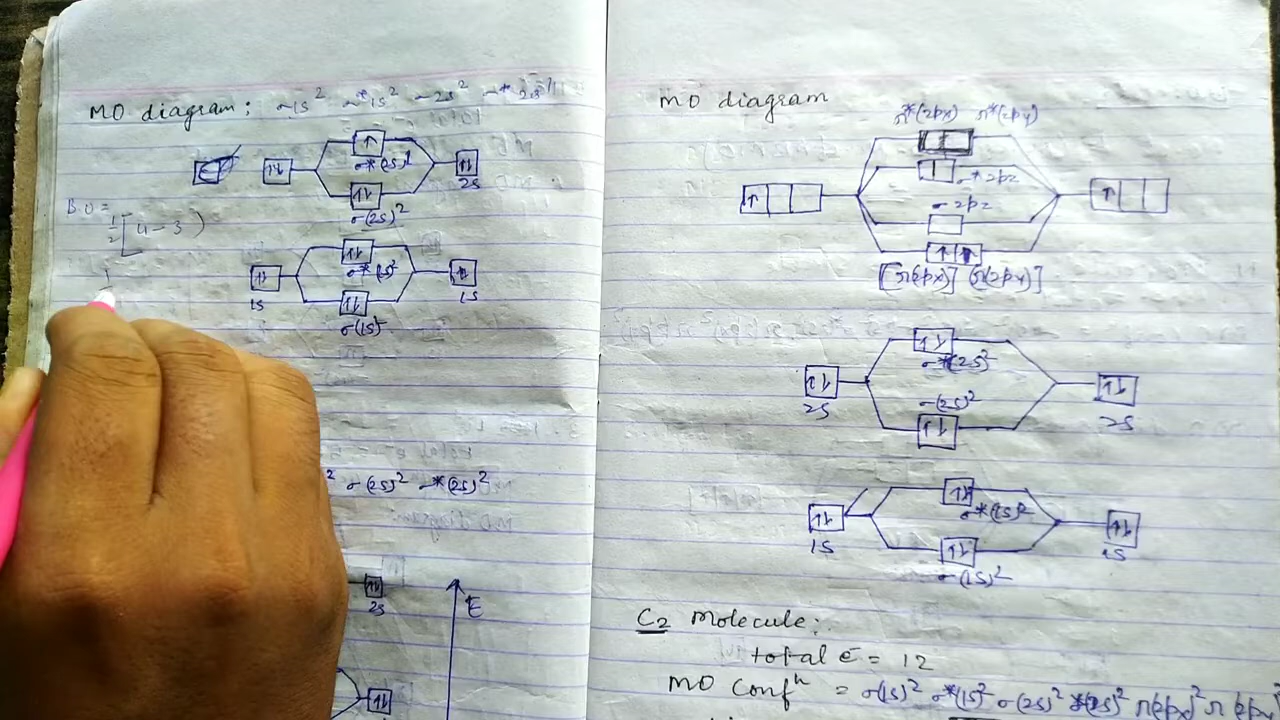 MO diagram: σ1s² σ*1s² σ2s² σ*2s¹
σ*(2s)¹
2s
σ(2s)²
B.O =
½[4-3)
σ*(1s)²
1s
1s
σ(1s)²
σ(2s)² σ*(2s)²
2s
E
MO diagram
π*(2px) π*(2py)
σ*2pz
σ2pz
[π(2px)] (π(2py)]
σ*(2s)²
2s
σ(2s)²
2s
σ*(1s)²
1s
1s
σ(1s)²
C2 Molecule:
total e⁻ = 12
MO Confⁿ = σ(1s)² σ*(1s)² σ(2s)² *(2s)² π(2px)² π(2px²